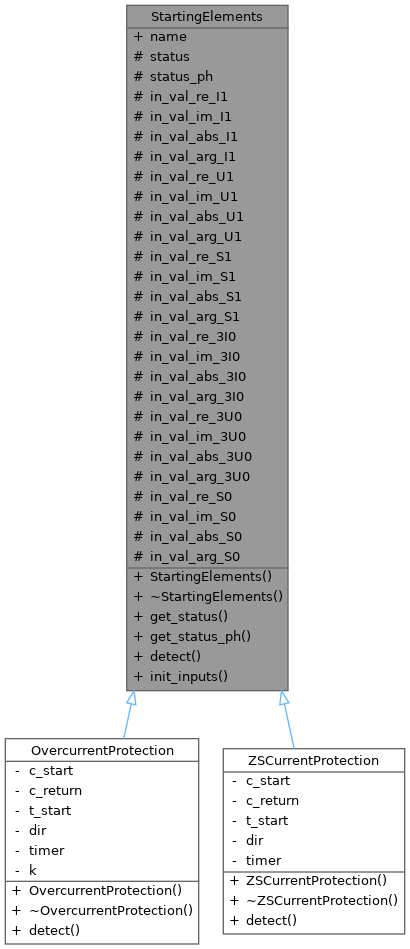 StartingElements
+ name
# status
# status_ph
# in_val_re_I1
# in_val_im_I1
# in_val_abs_I1
# in_val_arg_I1
# in_val_re_U1
# in_val_im_U1
# in_val_abs_U1
# in_val_arg_U1
# in_val_re_S1
# in_val_im_S1
# in_val_abs_S1
# in_val_arg_S1
# in_val_re_3I0
# in_val_im_3I0
# in_val_abs_3I0
# in_val_arg_3I0
# in_val_re_3U0
# in_val_im_3U0
# in_val_abs_3U0
# in_val_arg_3U0
# in_val_re_S0
# in_val_im_S0
# in_val_abs_S0
# in_val_arg_S0
+ StartingElements()
+ ~StartingElements()
+ get_status()
+ get_status_ph()
+ detect()
+ init_inputs()
OvercurrentProtection
- c_start
- c_return
- t_start
- dir
- timer
- k
+ OvercurrentProtection()
+ ~OvercurrentProtection()
+ detect()
ZSCurrentProtection
- c_start
- c_return
- t_start
- dir
- timer
+ ZSCurrentProtection()
+ ~ZSCurrentProtection()
+ detect()